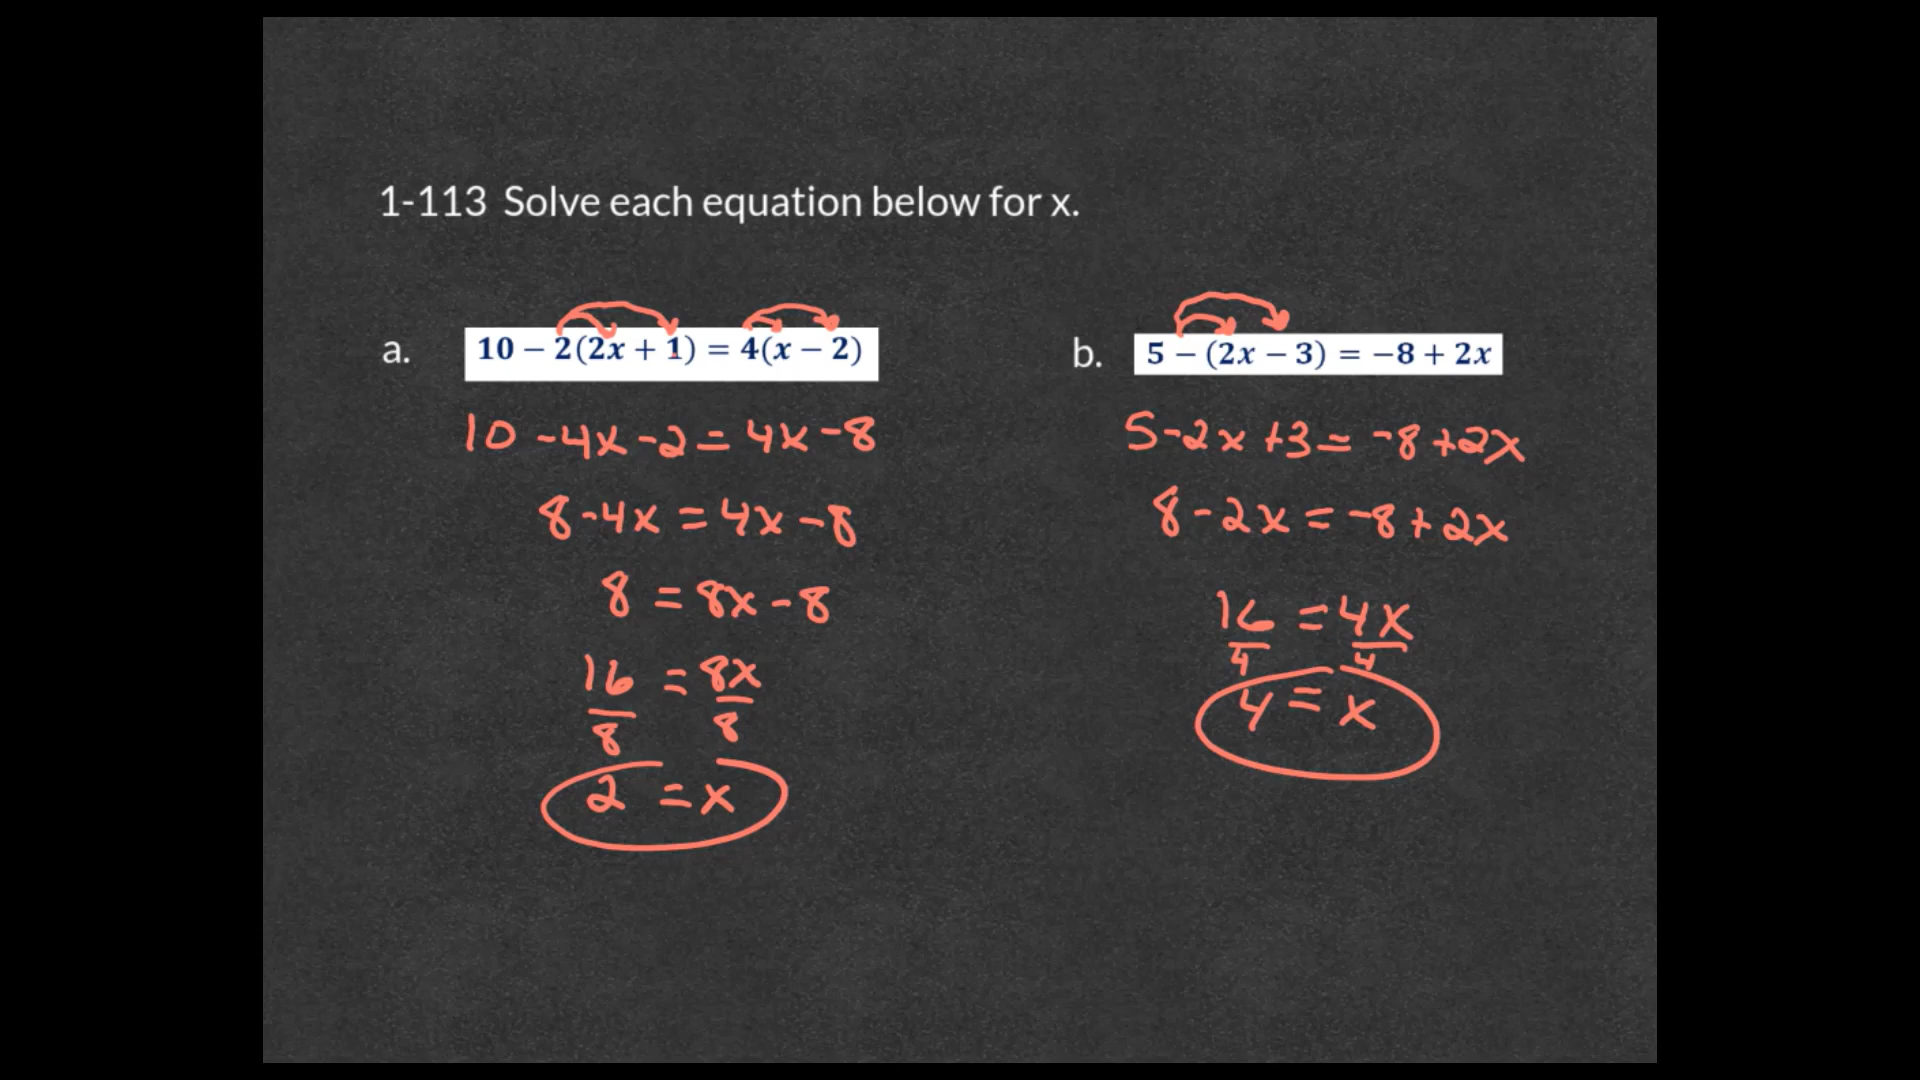 1-113 Solve each equation below for x.
a. 10 − 2(2x + 1) = 4(x − 2)
10 -4x -2 = 4x -8
8 -4x = 4x -8
8 = 8x - 8
16 = 8x
8 8
2 = x
b. 5 − (2x − 3) = −8 + 2x
5-2x +3 = -8 +2x
8 - 2x = -8 + 2x
16 = 4x
4 4
4 = x